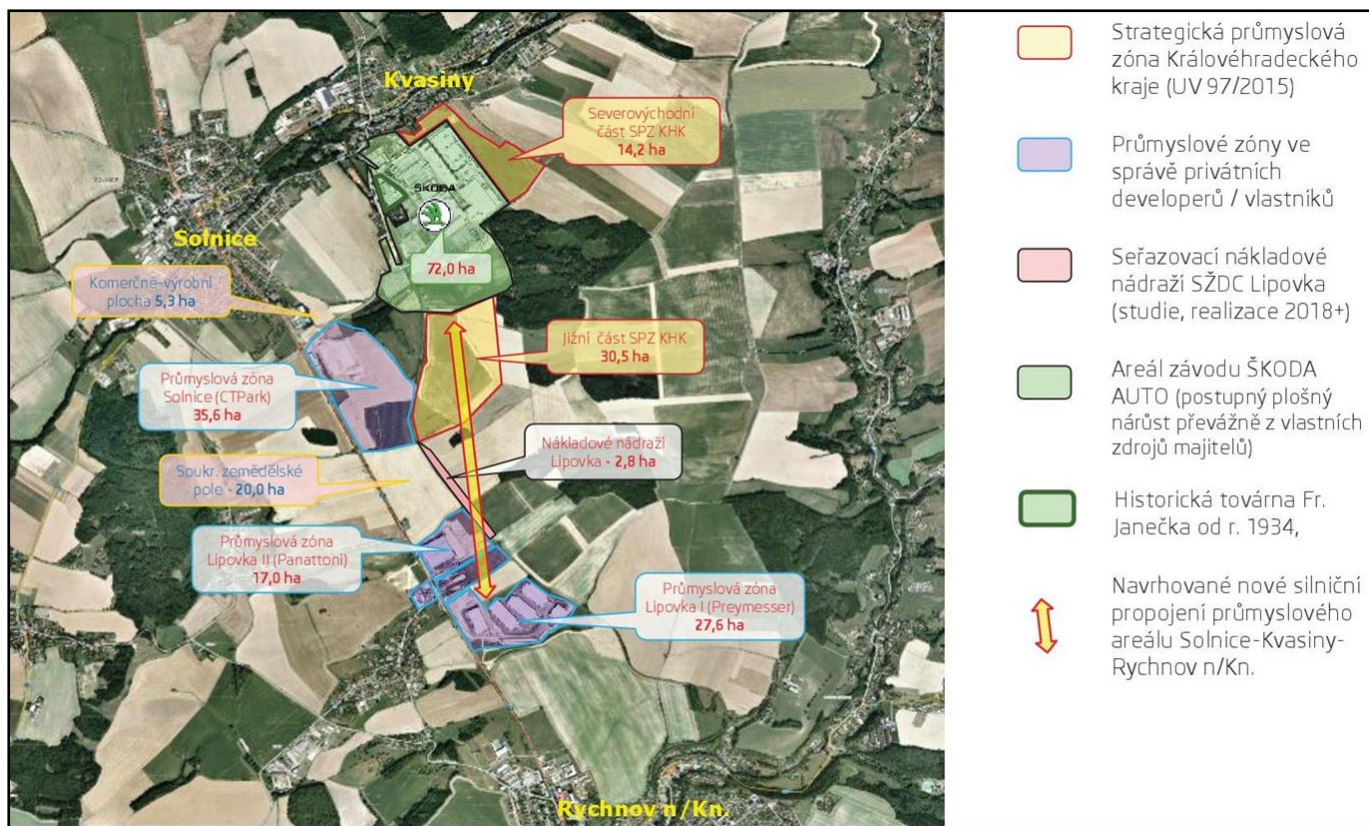 Kvasiny
Severovýchodní
část SPZ KHK
14,2 ha
ŠKODA
Solnice
72,0 ha
Komerčně-výrobní
plocha 5,3 ha
Jižní část SPZ KHK
30,5 ha
Průmyslová zóna
Solnice (CTPark)
35,6 ha
Nákladové nádraží
Lipovka - 2,8 ha
Soukr. zemědělské
pole - 20,0 ha
Průmyslová zóna
Lipovka II (Panattoni)
17,0 ha
Průmyslová zóna
Lipovka I (Preymesser)
27,6 ha
Rychnov n/Kn.
Strategická průmyslová
zóna Královéhradeckého
kraje (UV 97/2015)
Průmyslové zóny ve
správě privátních
developerů / vlastníků
Seřazovací nákladové
nádraží SŽDC Lipovka
(studie, realizace 2018+)
Areál závodu ŠKODA
AUTO (postupný plošný
nárůst převážně z vlastních
zdrojů majitelů)
Historická továrna Fr.
Janečka od r. 1934,
Navrhované nové silniční
propojení průmyslového
areálu Solnice-Kvasiny-
Rychnov n/Kn.